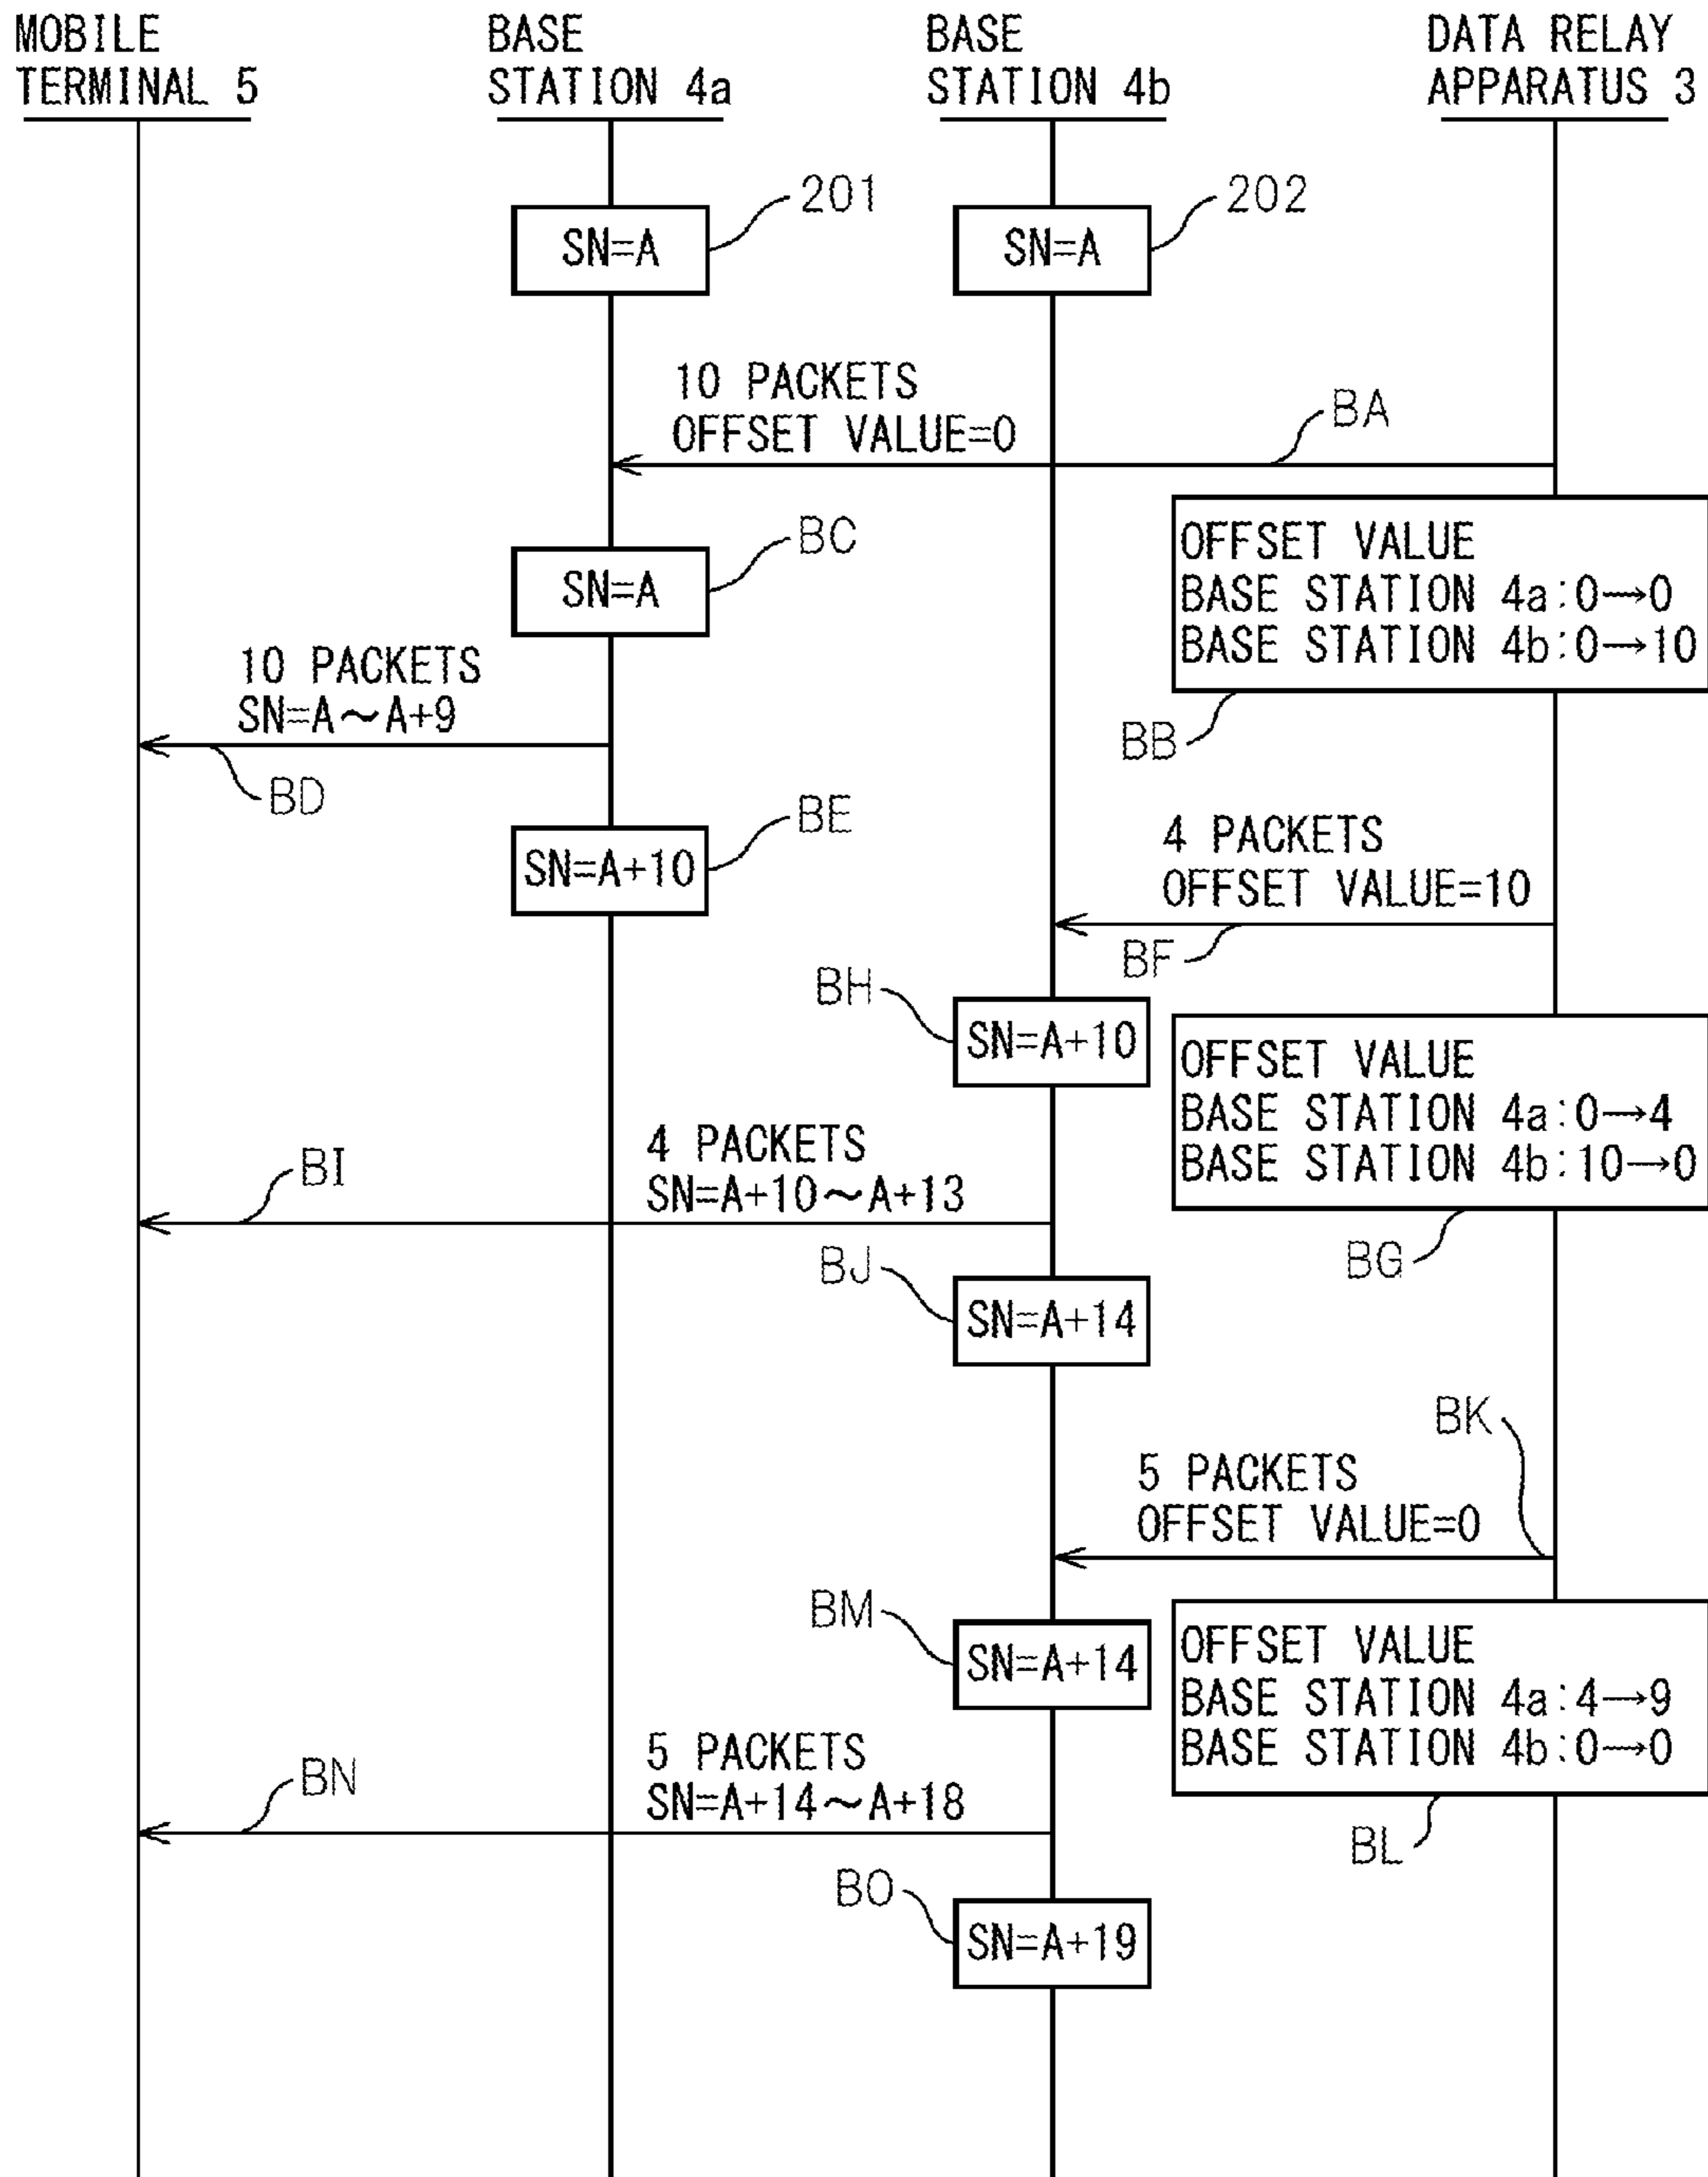 MOBILE
TERMINAL 5
BASE
STATION 4a
BASE
STATION 4b
DATA RELAY
APPARATUS 3
201
202
SN=A
SN=A
10 PACKETS
OFFSET VALUE=0
BA
BC
SN=A
OFFSET VALUE
BASE STATION 4a:0→0
BASE STATION 4b:0→10
BB
10 PACKETS
SN=A~A+9
BD
BE
SN=A+10
4 PACKETS
OFFSET VALUE=10
BF
BH
SN=A+10
OFFSET VALUE
BASE STATION 4a:0→4
BASE STATION 4b:10→0
BG
4 PACKETS
SN=A+10~A+13
BI
BJ
SN=A+14
BK
5 PACKETS
OFFSET VALUE=0
BM
SN=A+14
OFFSET VALUE
BASE STATION 4a:4→9
BASE STATION 4b:0→0
BL
5 PACKETS
SN=A+14~A+18
BN
BO
SN=A+19